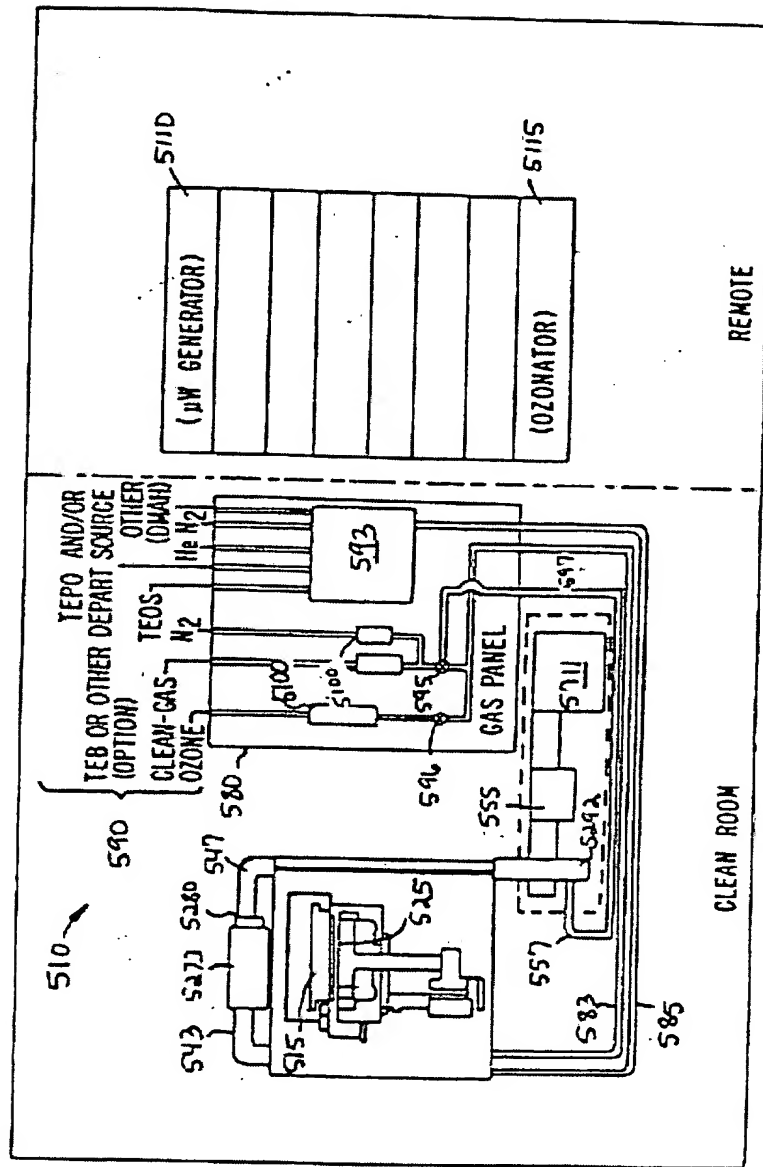 510
590
TEPO AND/OR
TEB OR OTHER DEPART SOURCE
(OPTION)
OTHER
(DMAH)
CLEAN-GAS
OZONE
TEOS
N2
He N2
580
5100
5100
593
595
596
GAS PANEL
597
543
5270
5280
547
515
525
555
5711
5292
557
583
585
CLEAN ROOM
5110
(µW GENERATOR)
(OZONATOR)
5115
REMOTE